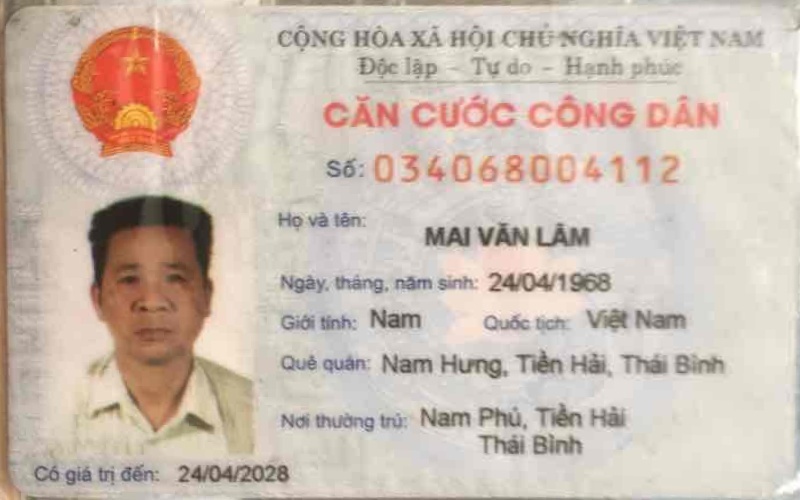 CỘNG HÒA XÃ HỘI CHỦ NGHĨA VIỆT NAM
Độc lập - Tự do - Hạnh phúc
CĂN CƯỚC CÔNG DÂN
Số: 034068004112
Họ và tên: MAI VĂN LÂM
Ngày, tháng, năm sinh: 24/04/1968
Giới tính: Nam Quốc tịch: Việt Nam
Quê quán: Nam Hưng, Tiền Hải, Thái Bình
Nơi thường trú: Nam Phú, Tiền Hải
Thái Bình
Có giá trị đến: 24/04/2028